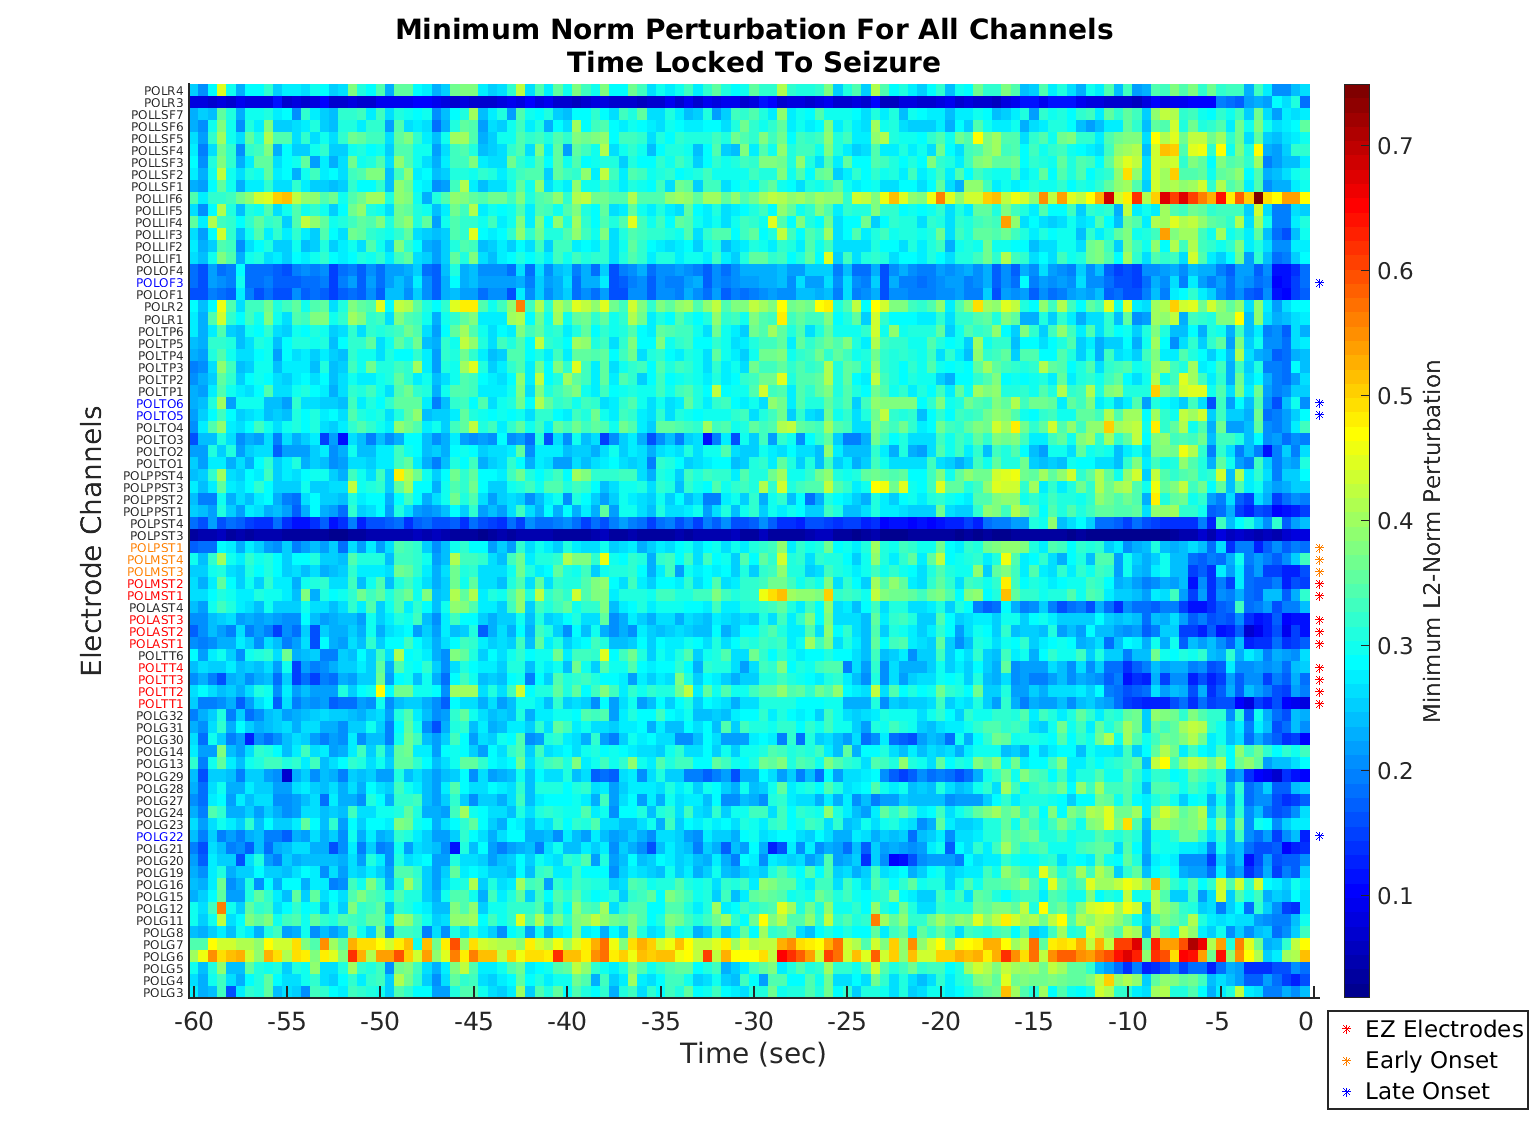 Minimum Norm Perturbation For All Channels
Time Locked To Seizure
Electrode Channels
POLR4
POLR3
POLLSF7
POLLSF6
POLLSF5
POLLSF4
POLLSF3
POLLSF2
POLLSF1
POLLIF6
POLLIF5
POLLIF4
POLLIF3
POLLIF2
POLLIF1
POLOF4
POLOF3
POLOF1
POLR2
POLR1
POLTP6
POLTP5
POLTP4
POLTP3
POLTP2
POLTP1
POLTO6
POLTO5
POLTO4
POLTO3
POLTO2
POLTO1
POLPPST4
POLPPST3
POLPPST2
POLPPST1
POLPST4
POLPST3
POLPST1
POLMST4
POLMST3
POLMST2
POLMST1
POLAST4
POLAST3
POLAST2
POLAST1
POLTT6
POLTT4
POLTT3
POLTT2
POLTT1
POLG32
POLG31
POLG30
POLG14
POLG13
POLG29
POLG28
POLG27
POLG24
POLG23
POLG22
POLG21
POLG20
POLG19
POLG16
POLG15
POLG12
POLG11
POLG8
POLG7
POLG6
POLG5
POLG4
POLG3
-60 -55 -50 -45 -40 -35 -30 -25 -20 -15 -10 -5 0
Time (sec)
0.7
0.6
0.5
0.4
0.3
0.2
0.1
Minimum L2-Norm Perturbation
EZ Electrodes
Early Onset
Late Onset